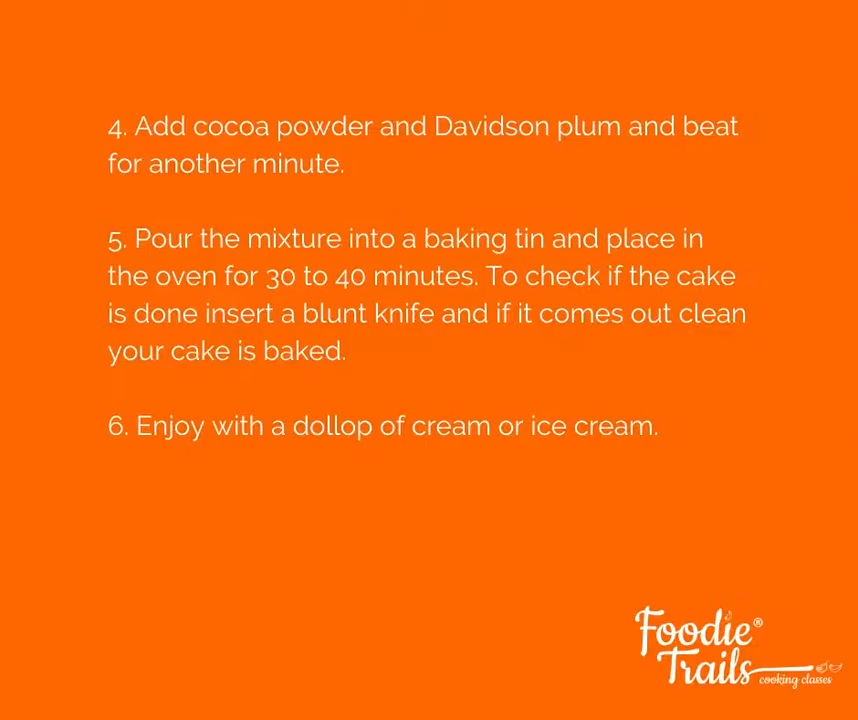 4. Add cocoa powder and Davidson plum and beat
for another minute.
5. Pour the mixture into a baking tin and place in
the oven for 30 to 40 minutes. To check if the cake
is done insert a blunt knife and if it comes out clean
your cake is baked.
6. Enjoy with a dollop of cream or ice cream.
Foodie®
Trails
cooking classes